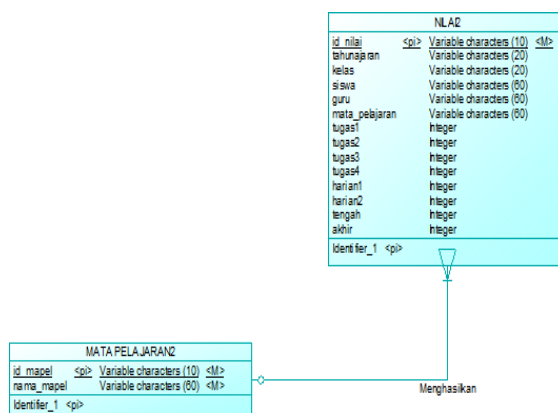 NILAI2
id_nilai <pi> Variable characters (10) <M>
tahunajaran Variable characters (20)
kelas Variable characters (20)
siswa Variable characters (60)
guru Variable characters (60)
mata_pelajaran Variable characters (60)
tugas1 Integer
tugas2 Integer
tugas3 Integer
tugas4 Integer
harian1 Integer
harian2 Integer
tengah Integer
akhir Integer
Identifier_1 <pi>
MATA PELAJARAN2
id_mapel <pi> Variable characters (10) <M>
nama_mapel Variable characters (60) <M>
Identifier_1 <pi>
Menghasilkan